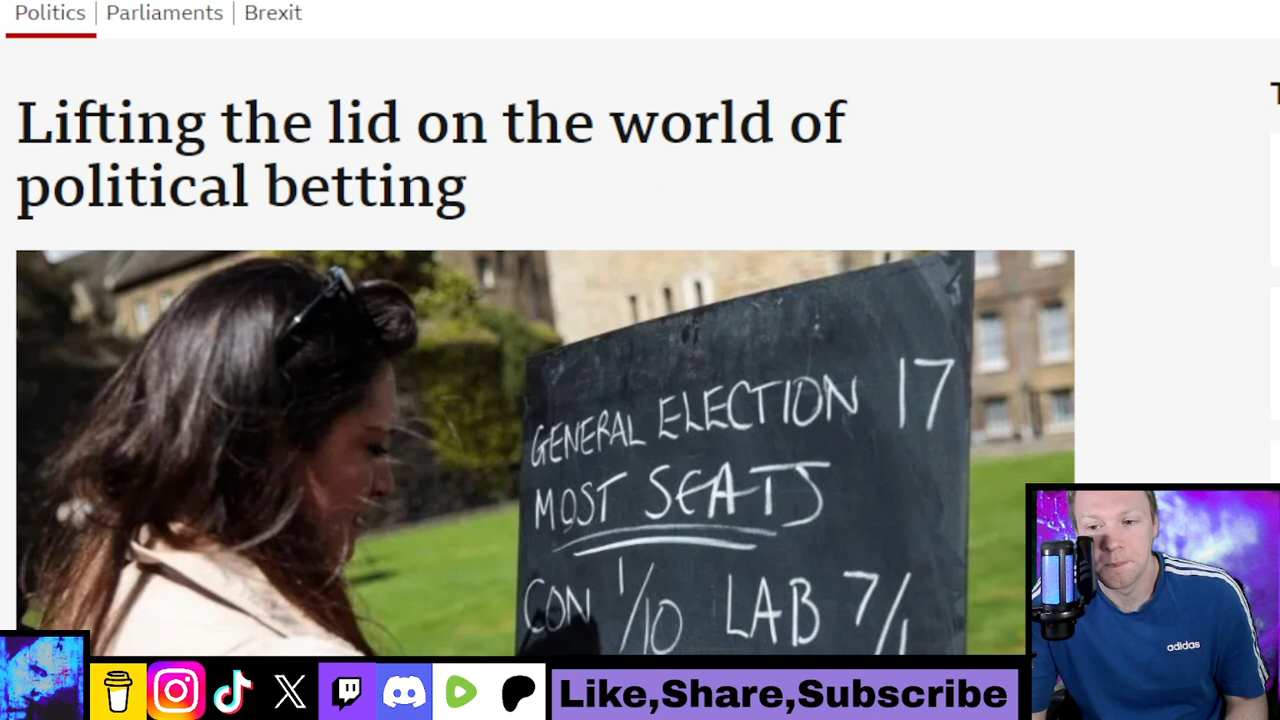 Politics Parliaments Brexit
Lifting the lid on the world of
political betting
GENERAL ELECTION 17
MOST SEATS
CON 1/10 LAB 7/1
adidas
Like,Share,Subscribe